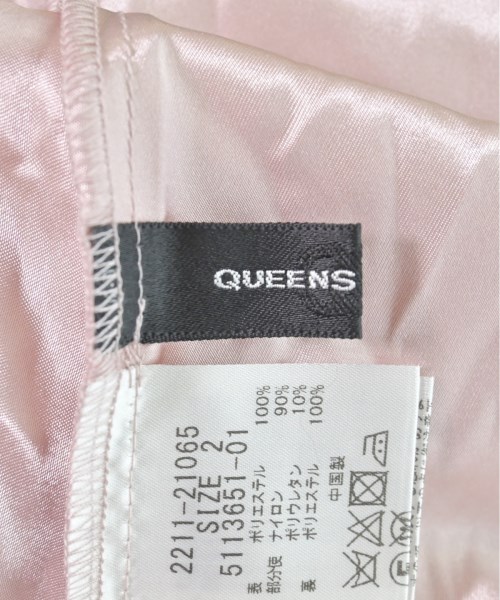 QUEENS
2211-21065
SIZE 2
5113651-01
表 ポリエステル 100%
部分使 ナイロン 90%
ポリウレタン 10%
裏 ポリエステル 100%
中国製